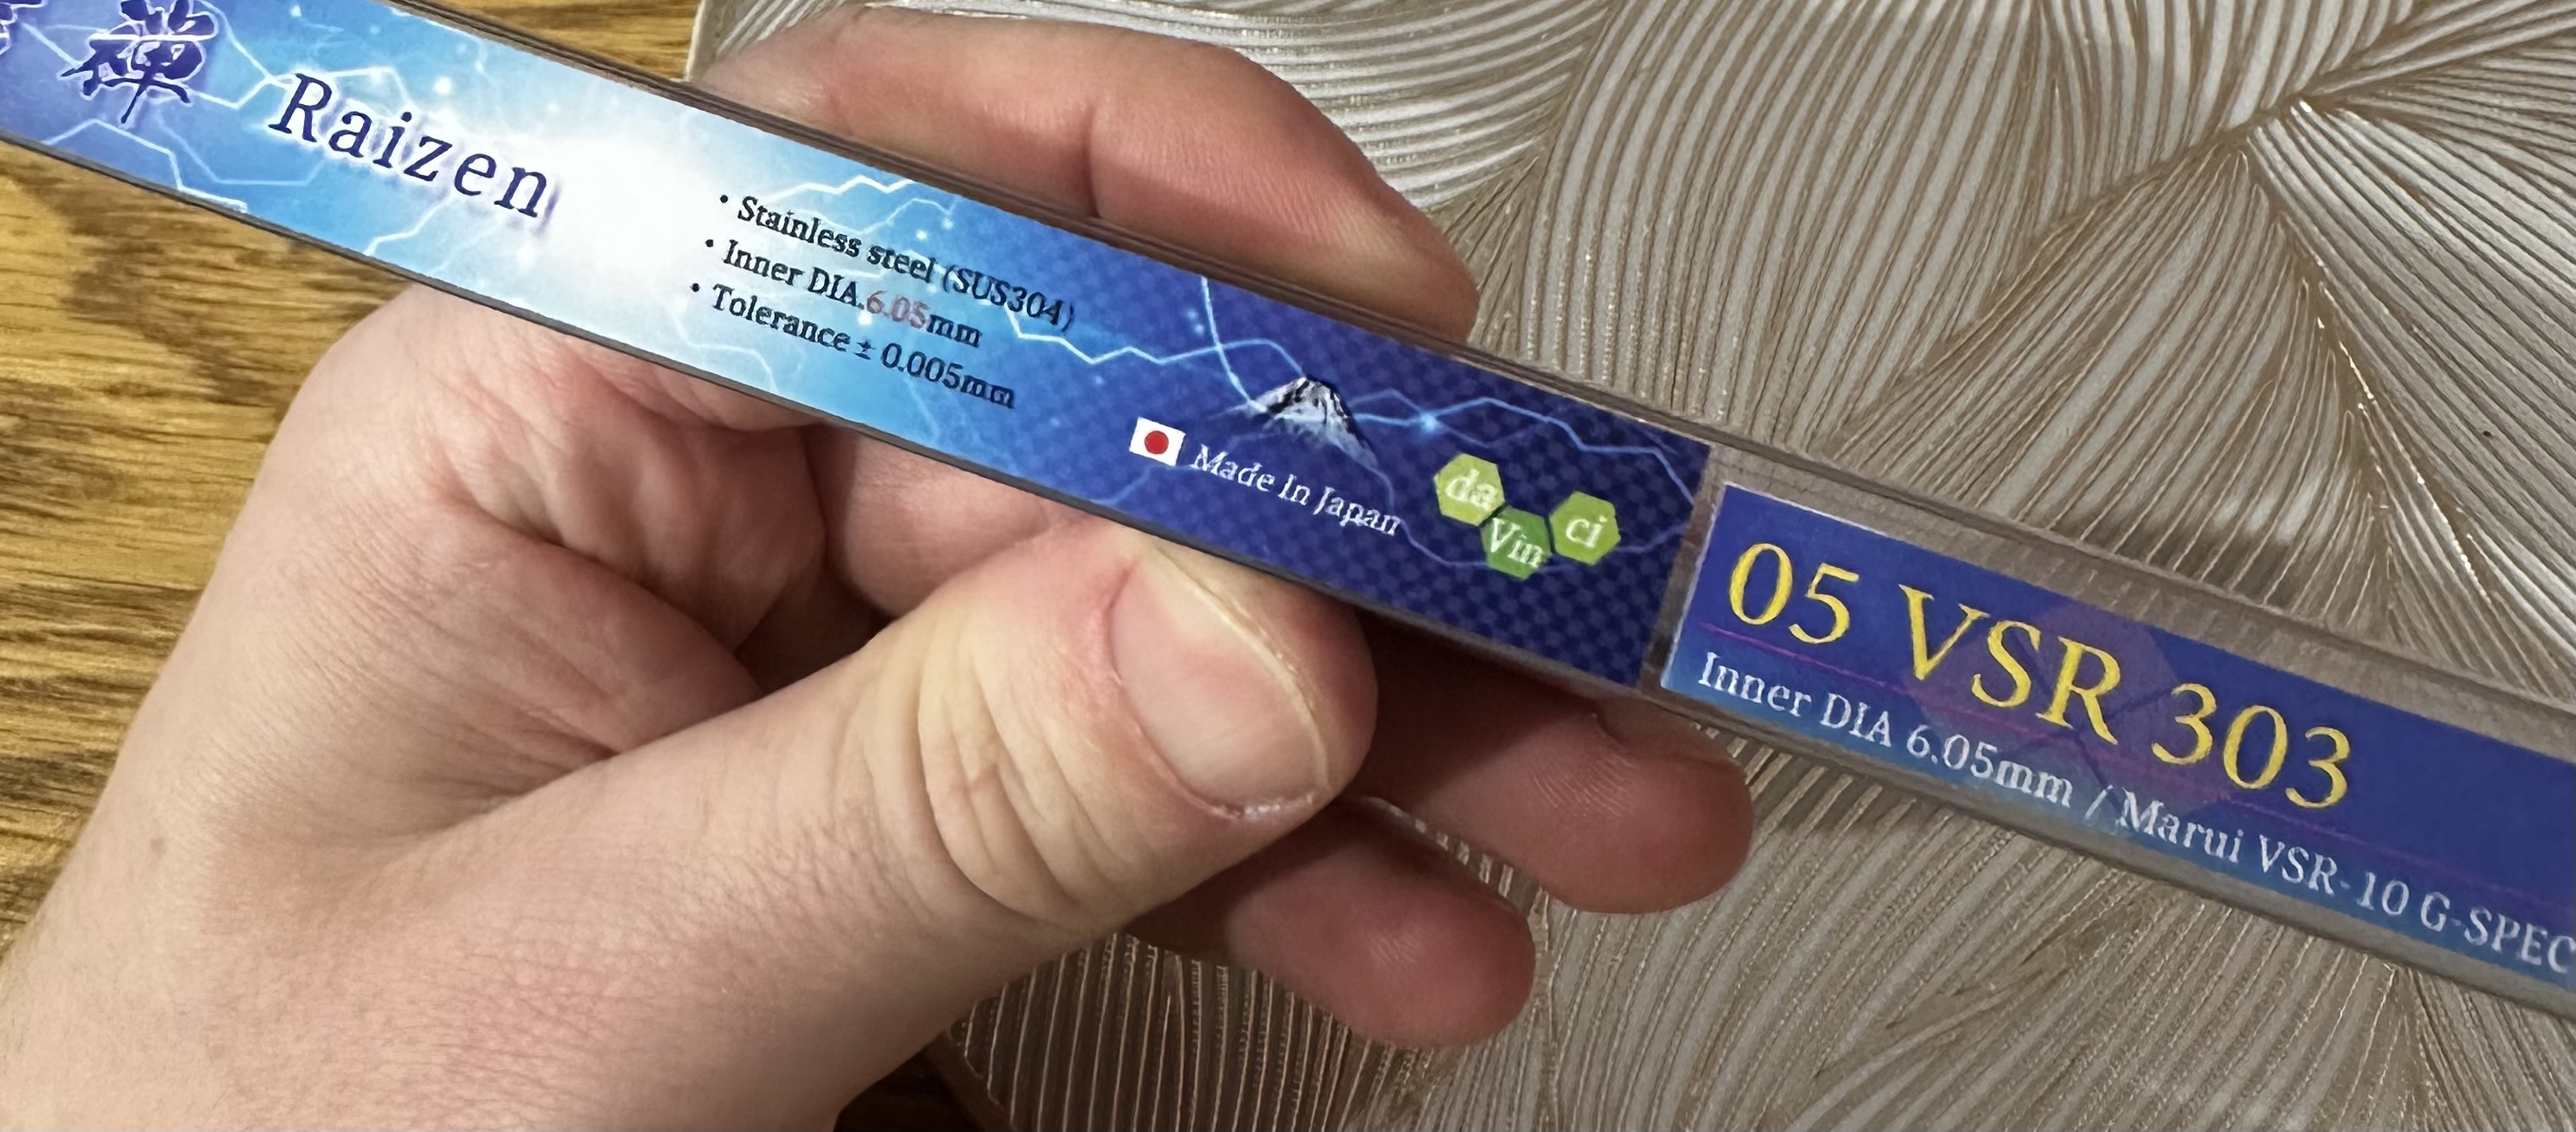 禅 Raizen
• Stainless steel (SUS304)
• Inner DIA.6.05mm
• Tolerance ± 0.005mm
Made In Japan
da Vin ci
05 VSR 303
Inner DIA 6.05mm / Marui VSR-10 G-SPEC